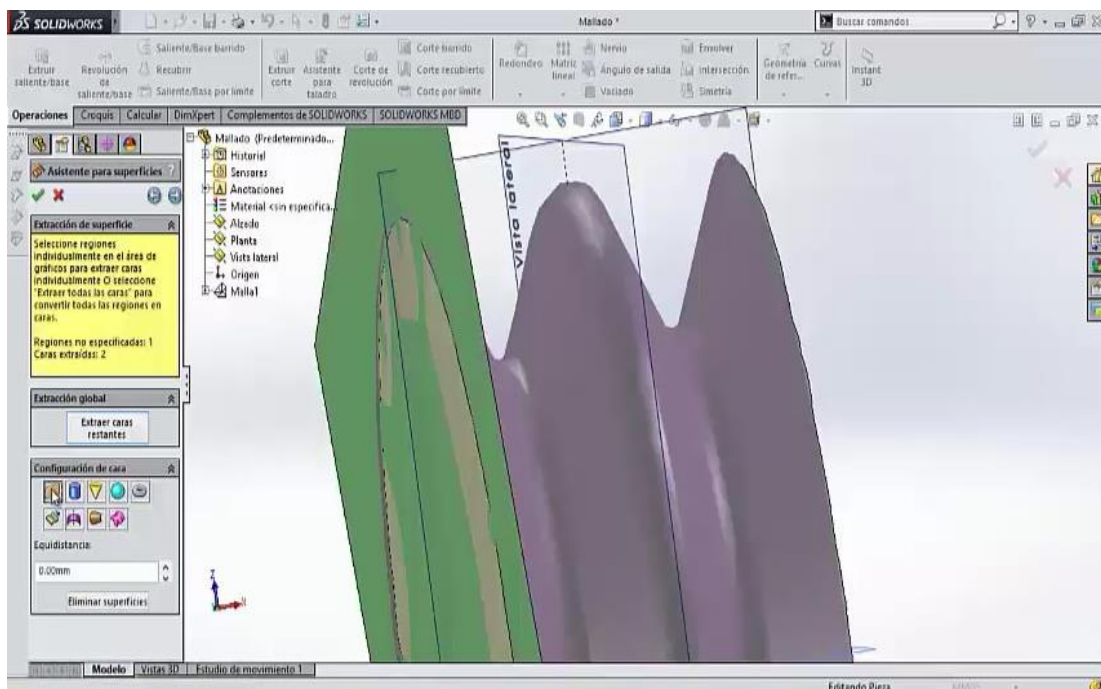 SOLIDWORKS
Mallado *
Buscar comandos
Extruir saliente/base
Revolución de saliente/base
Saliente/Base barrido
Recubrir
Saliente/Base por límite
Extruir corte
Asistente para taladro
Corte de revolución
Corte barrido
Corte recubierto
Corte por límite
Redondeo
Matriz lineal
Nervio
Ángulo de salida
Vaciado
Envolver
Intersección
Simetría
Geometría de refer...
Curvas
Instant 3D
Operaciones
Croquis
Calcular
DimXpert
Complementos de SOLIDWORKS
SOLIDWORKS MBD
Asistente para superficies
?
Extracción de superficie
Seleccione regiones
individualmente en el área de
gráficos para extraer caras
individualmente O seleccione
"Extraer todas las caras" para
convertir todas las regiones en
caras.
Regiones no especificadas: 1
Caras extraídas: 2
Extracción global
Extraer caras
restantes
Configuración de cara
Equidistancia:
0.00mm
Eliminar superficies
Mallado (Predeterminado...
Historial
Sensores
Anotaciones
Material <sin especifica...
Alzado
Planta
Vista lateral
Origen
Malla1
Vista lateral
Z
Modelo
Vistas 3D
Estudio de movimiento 1
Editando Pieza